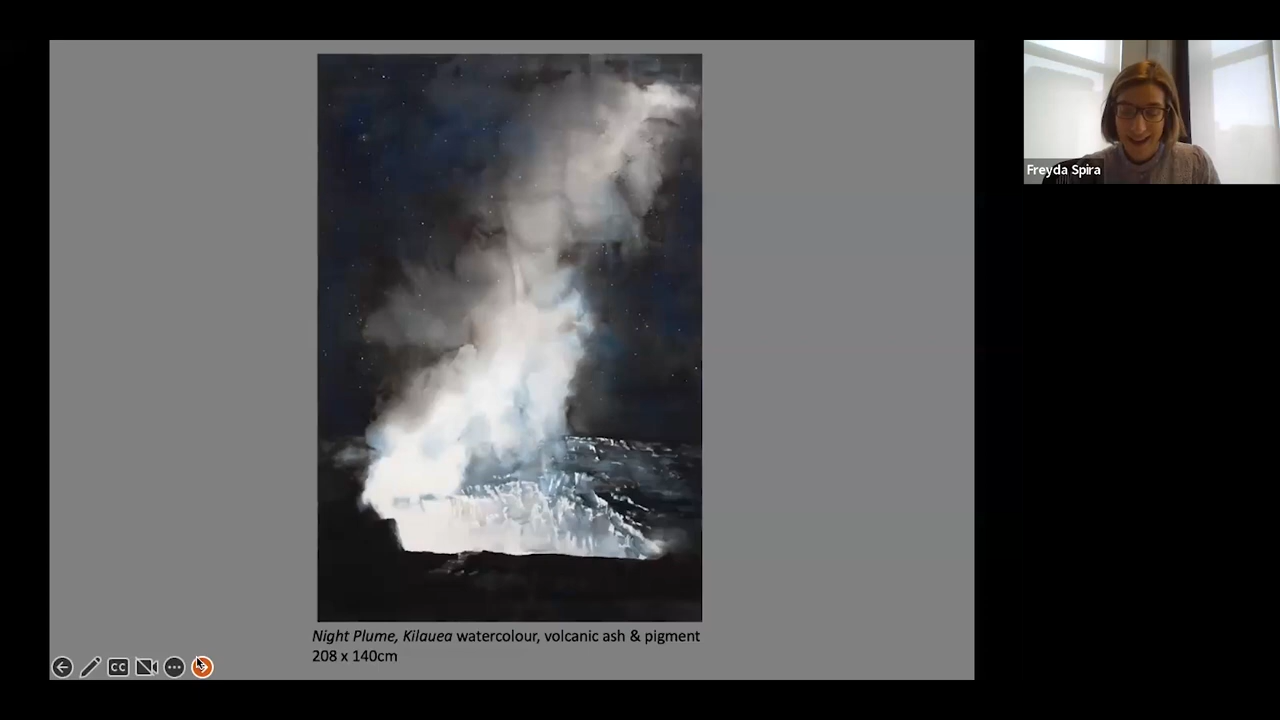 Freyda Spira
Night Plume, Kilauea watercolour, volcanic ash & pigment
208 x 140cm
CC